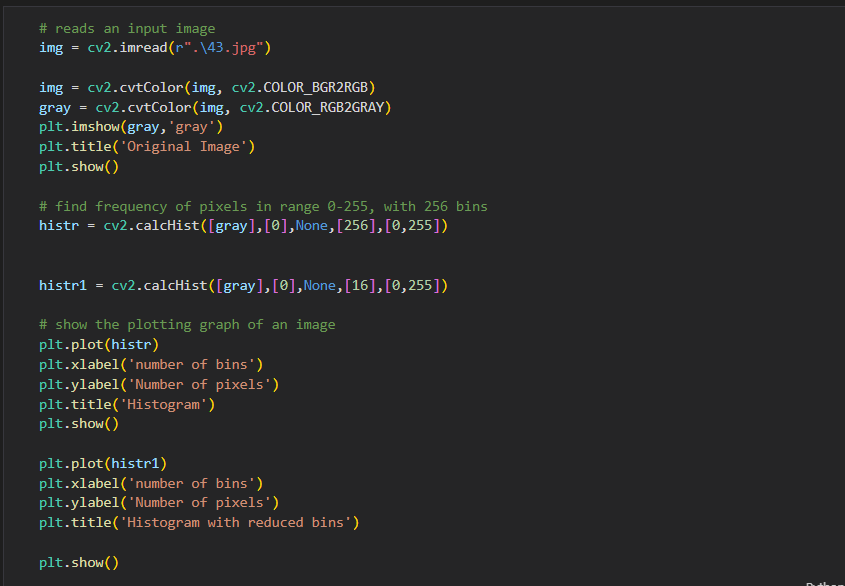 # reads an input image
img = cv2.imread(r".\43.jpg")
img = cv2.cvtColor(img, cv2.COLOR_BGR2RGB)
gray = cv2.cvtColor(img, cv2.COLOR_RGB2GRAY)
plt.imshow(gray,'gray')
plt.title('Original Image')
plt.show()
# find frequency of pixels in range 0-255, with 256 bins
histr = cv2.calcHist([gray],[0],None,[256],[0,255])
histr1 = cv2.calcHist([gray],[0],None,[16],[0,255])
# show the plotting graph of an image
plt.plot(histr)
plt.xlabel('number of bins')
plt.ylabel('Number of pixels')
plt.title('Histogram')
plt.show()
plt.plot(histr1)
plt.xlabel('number of bins')
plt.ylabel('Number of pixels')
plt.title('Histogram with reduced bins')
plt.show()